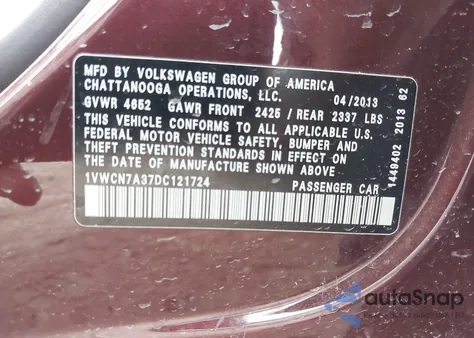 MFD BY VOLKSWAGEN GROUP OF AMERICA
CHATTANOOGA OPERATIONS, LLC. 04/2013
GVWR 4652 GAWR FRONT 2425 / REAR 2337 LBS
THIS VEHICLE CONFORMS TO ALL APPLICABLE U.S.
FEDERAL MOTOR VEHICLE SAFETY, BUMPER AND
THEFT PREVENTION STANDARDS IN EFFECT ON THE
DATE OF MANUFACTURE SHOWN ABOVE.
1VWCN7A37DC121724 PASSENGER CAR
1449402 2013 62
autoSnap